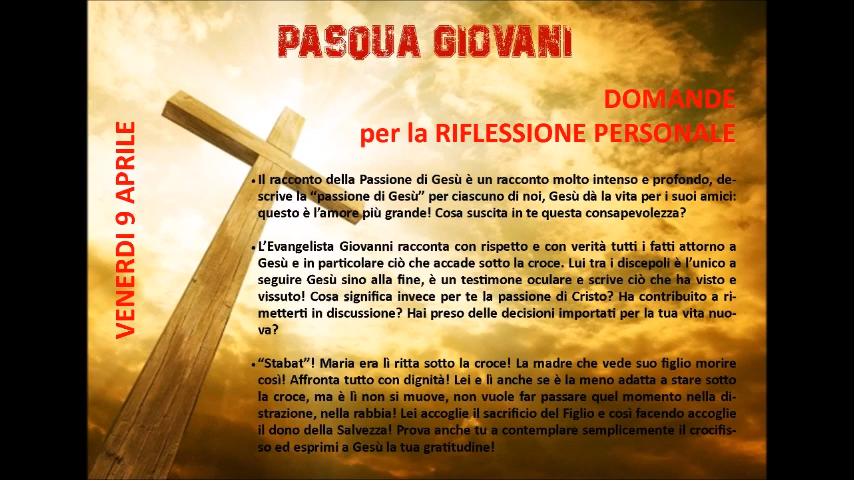 PASQUA GIOVANI
DOMANDE
per la RIFLESSIONE PERSONALE
VENERDI 9 APRILE
•Il racconto della Passione di Gesù è un racconto molto intenso e profondo, de-
scrive la “passione di Gesù” per ciascuno di noi, Gesù dà la vita per i suoi amici:
questo è l’amore più grande! Cosa suscita in te questa consapevolezza?
•L’Evangelista Giovanni racconta con rispetto e con verità tutti i fatti attorno a
Gesù e in particolare ciò che accade sotto la croce. Lui tra i discepoli è l’unico a
seguire Gesù sino alla fine, è un testimone oculare e scrive ciò che ha visto e
vissuto! Cosa significa invece per te la passione di Cristo? Ha contribuito a ri-
metterti in discussione? Hai preso delle decisioni importati per la tua vita nuo-
va?
•“Stabat”! Maria era lì ritta sotto la croce! La madre che vede suo figlio morire
così! Affronta tutto con dignità! Lei e lì anche se è la meno adatta a stare sotto
la croce, ma è lì non si muove, non vuole far passare quel momento nella di-
strazione, nella rabbia! Lei accoglie il sacrificio del Figlio e così facendo accoglie
il dono della Salvezza! Prova anche tu a contemplare semplicemente il crocifis-
so ed esprimi a Gesù la tua gratitudine!